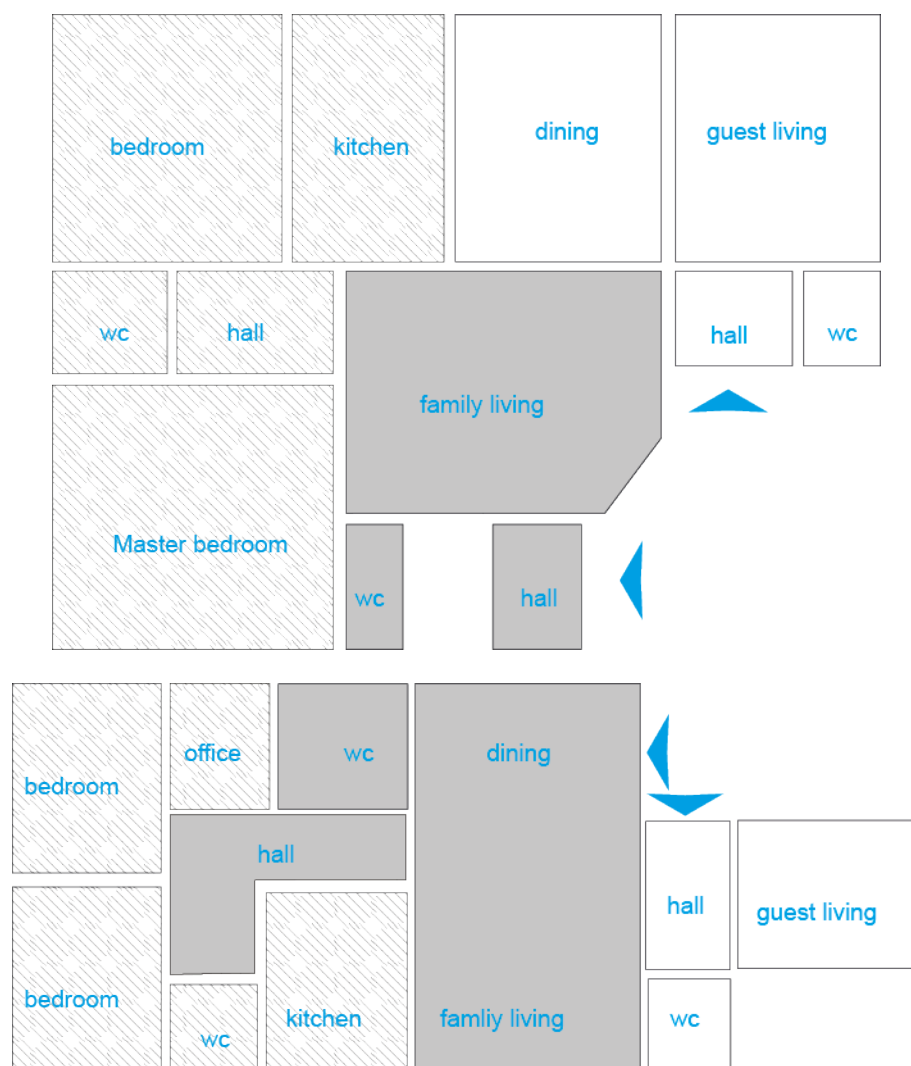 bedroom
kitchen
dining
guest living
wc
hall
family living
hall
wc
Master bedroom
wc
hall
bedroom
office
wc
dining
hall
hall
guest living
bedroom
wc
kitchen
famliy living
wc